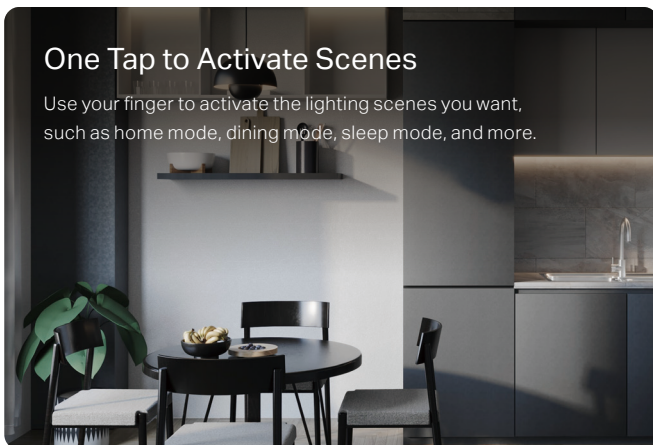 One Tap to Activate Scenes
Use your finger to activate the lighting scenes you want,
such as home mode, dining mode, sleep mode, and more.